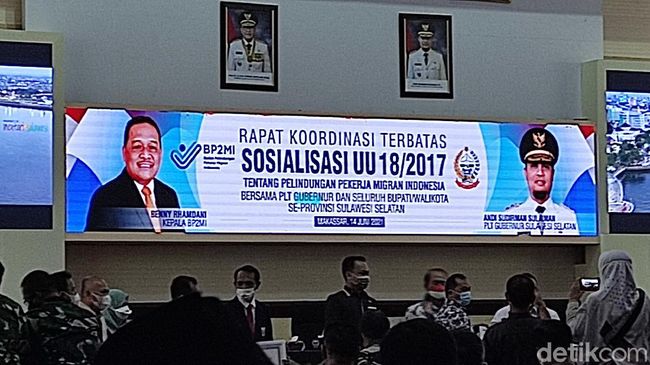 RAPAT KOORDINASI TERBATAS
BP2MI
SOSIALISASI UU 18/2017
TENTANG PELINDUNGAN PEKERJA MIGRAN INDONESIA
BERSAMA PLT GUBERNUR DAN SELURUH BUPATI/WALIKOTA
SE-PROVINSI SULAWESI SELATAN
MAKASSAR, 14 JUNI 2021
BENNY RHAMDANI
KEPALA BP2MI
ANDI SUDIRMAN SULAIMAN
PLT GUBERNUR SULAWESI SELATAN
detikcom